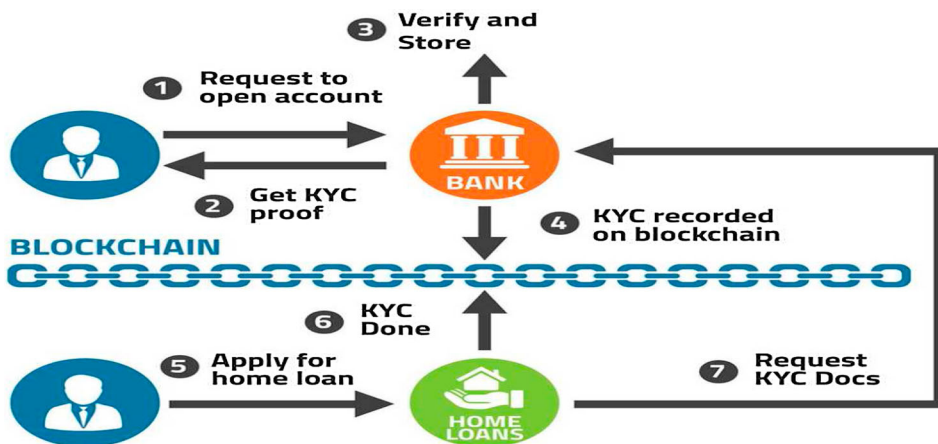 3 Verify and
Store
1 Request to
open account
BANK
2 Get KYC
proof
4 KYC recorded
on blockchain
BLOCKCHAIN
6 KYC
Done
5 Apply for
home loan
7 Request
KYC Docs
HOME
LOANS